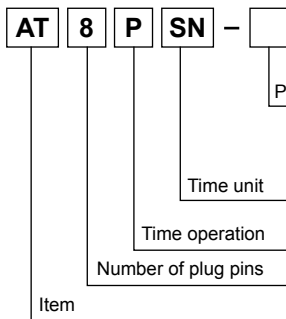 AT 8 P SN –
P
Time unit
Time operation
Number of plug pins
Item